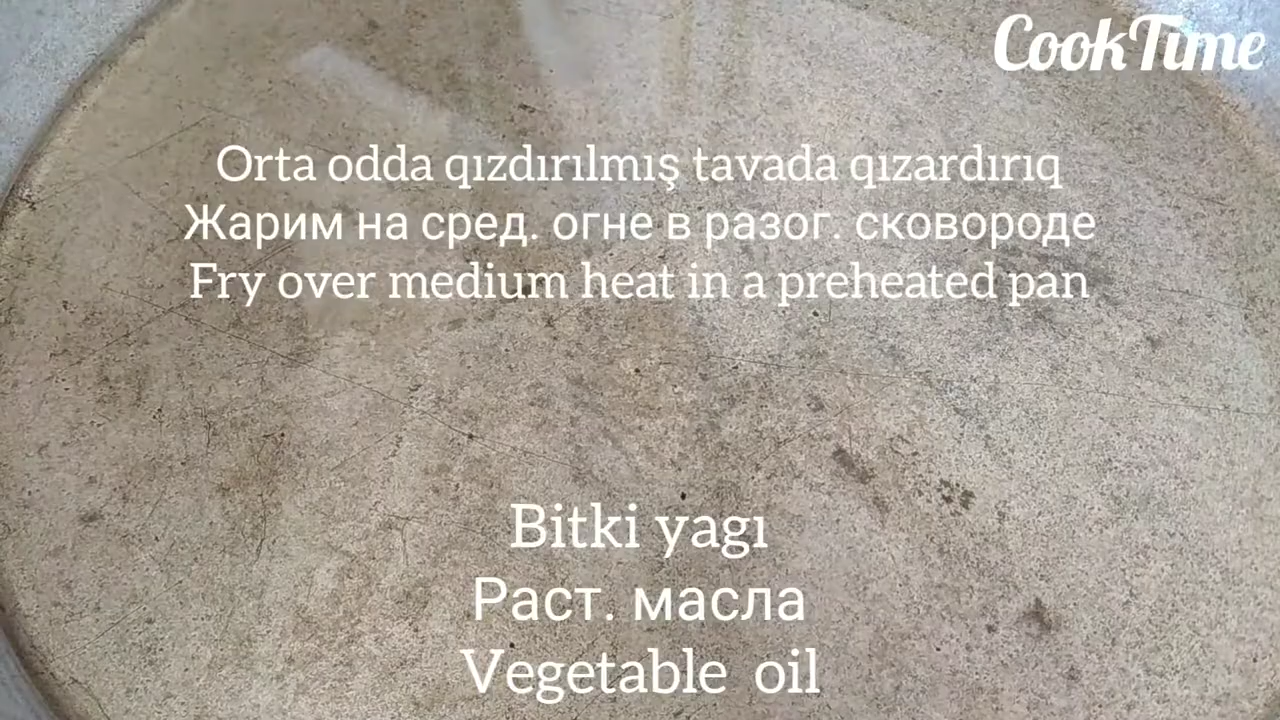 CookTime
Orta odda qızdırılmış tavada qızardırıq
Жарим на сред. огне в разог. сковороде
Fry over medium heat in a preheated pan
Bitki yagı
Раст. масла
Vegetable oil